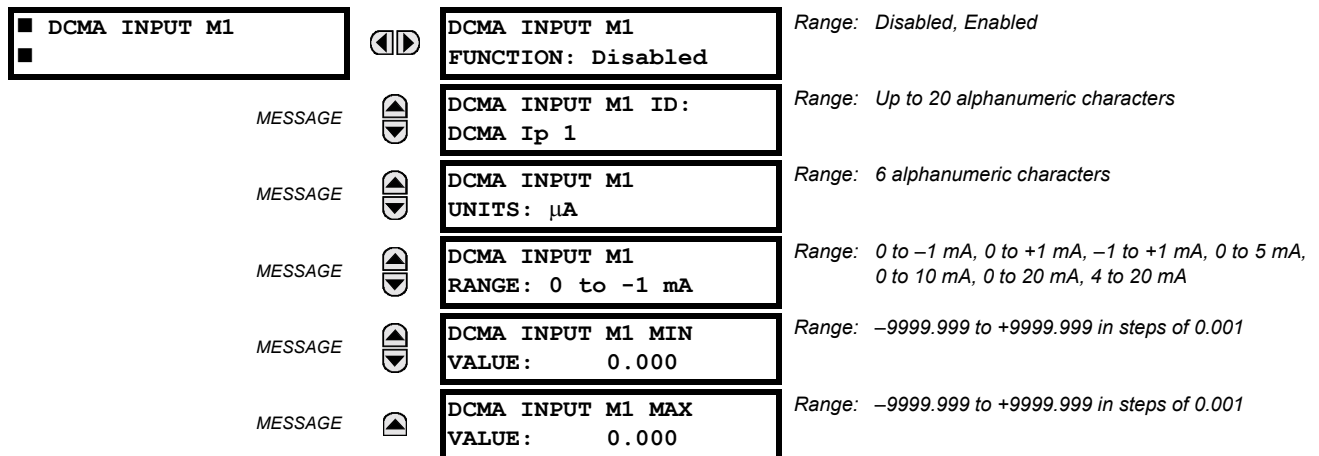 ■ DCMA INPUT M1
■
DCMA INPUT M1
FUNCTION: Disabled
Range: Disabled, Enabled
MESSAGE
DCMA INPUT M1 ID:
DCMA Ip 1
Range: Up to 20 alphanumeric characters
MESSAGE
DCMA INPUT M1
UNITS: μA
Range: 6 alphanumeric characters
MESSAGE
DCMA INPUT M1
RANGE: 0 to -1 mA
Range: 0 to –1 mA, 0 to +1 mA, –1 to +1 mA, 0 to 5 mA,
0 to 10 mA, 0 to 20 mA, 4 to 20 mA
MESSAGE
DCMA INPUT M1 MIN
VALUE: 0.000
Range: –9999.999 to +9999.999 in steps of 0.001
MESSAGE
DCMA INPUT M1 MAX
VALUE: 0.000
Range: –9999.999 to +9999.999 in steps of 0.001